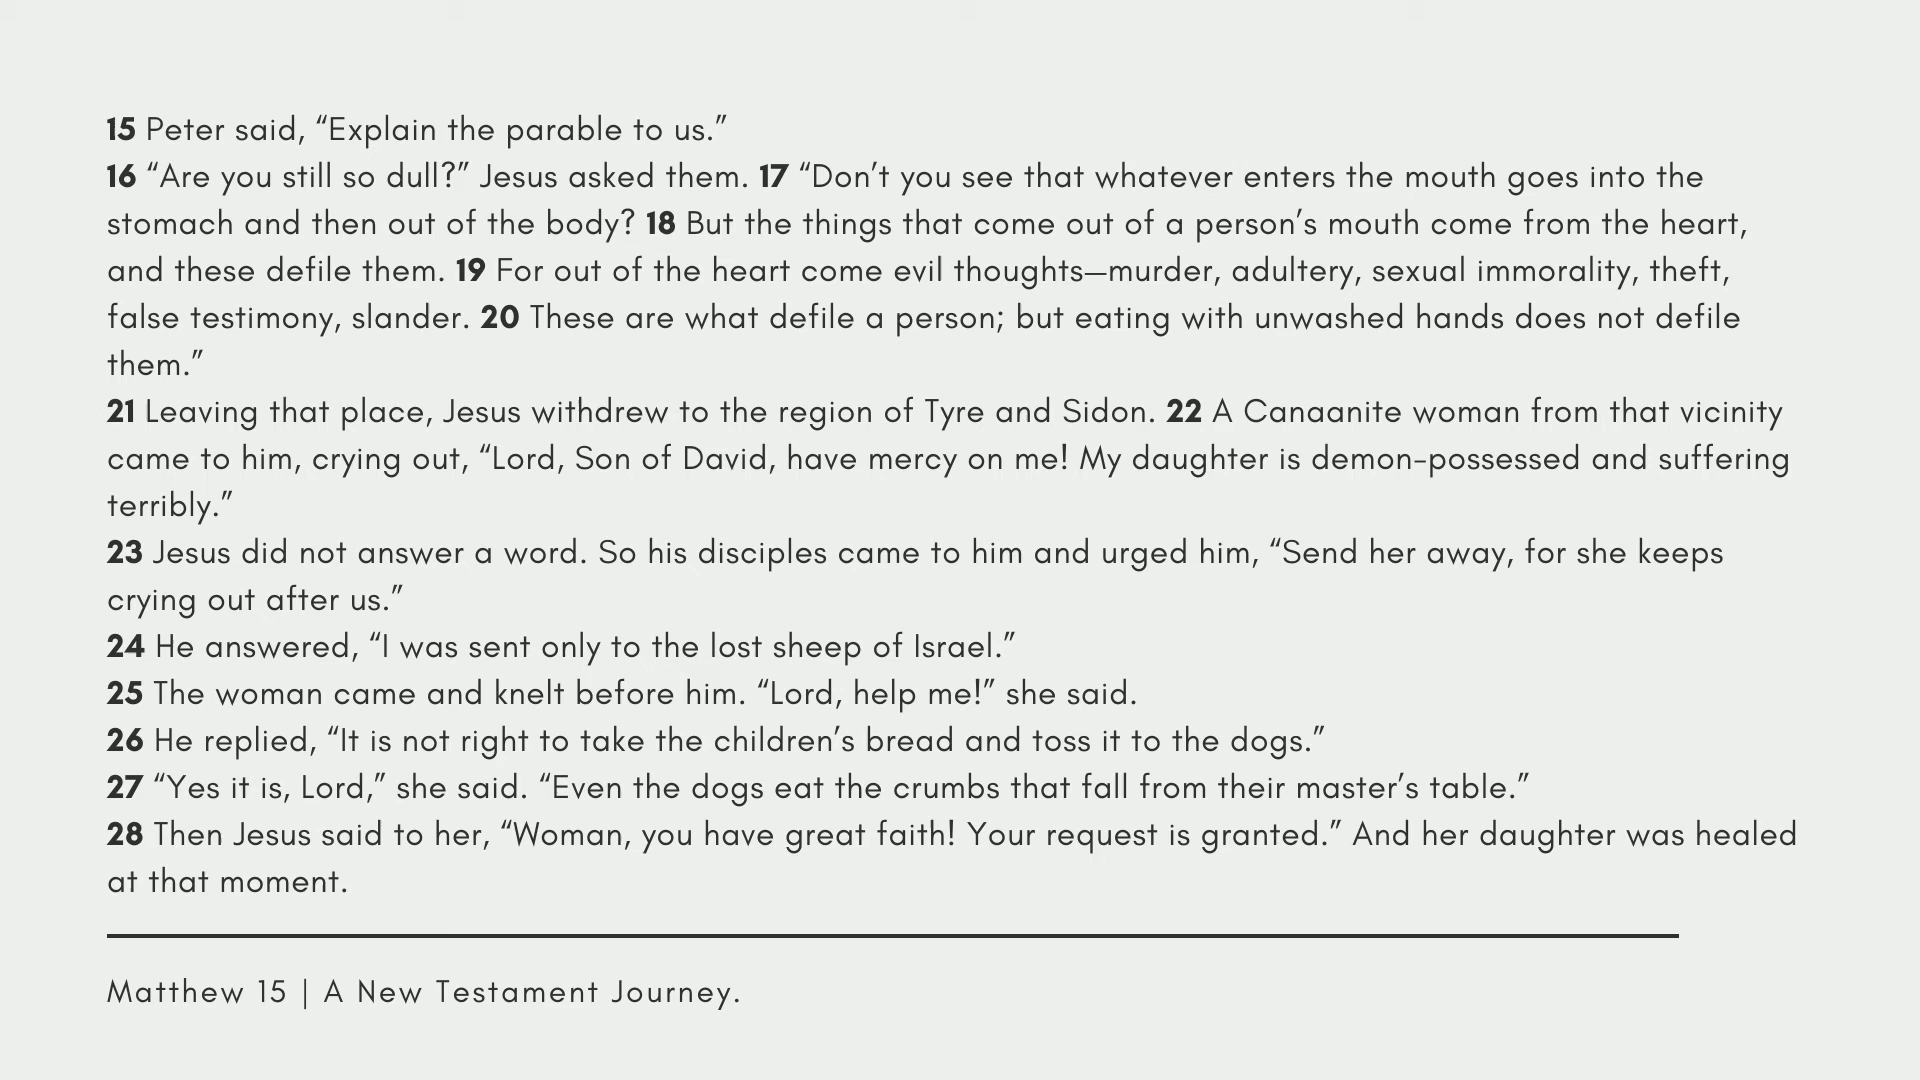 15 Peter said, “Explain the parable to us.”
16 “Are you still so dull?” Jesus asked them. 17 “Don’t you see that whatever enters the mouth goes into the
stomach and then out of the body? 18 But the things that come out of a person’s mouth come from the heart,
and these defile them. 19 For out of the heart come evil thoughts—murder, adultery, sexual immorality, theft,
false testimony, slander. 20 These are what defile a person; but eating with unwashed hands does not defile
them.”
21 Leaving that place, Jesus withdrew to the region of Tyre and Sidon. 22 A Canaanite woman from that vicinity
came to him, crying out, “Lord, Son of David, have mercy on me! My daughter is demon-possessed and suffering
terribly.”
23 Jesus did not answer a word. So his disciples came to him and urged him, “Send her away, for she keeps
crying out after us.”
24 He answered, “I was sent only to the lost sheep of Israel.”
25 The woman came and knelt before him. “Lord, help me!” she said.
26 He replied, “It is not right to take the children’s bread and toss it to the dogs.”
27 “Yes it is, Lord,” she said. “Even the dogs eat the crumbs that fall from their master’s table.”
28 Then Jesus said to her, “Woman, you have great faith! Your request is granted.” And her daughter was healed
at that moment.
Matthew 15 | A New Testament Journey.